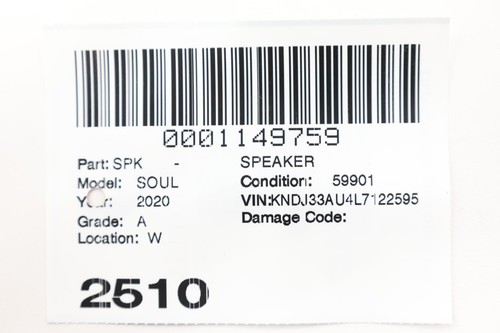 0001149759
Part: SPK - SPEAKER
Model: SOUL Condition: 59901
Year: 2020 VIN:KNDJ33AU4L7122595
Grade: A Damage Code:
Location: W
2510